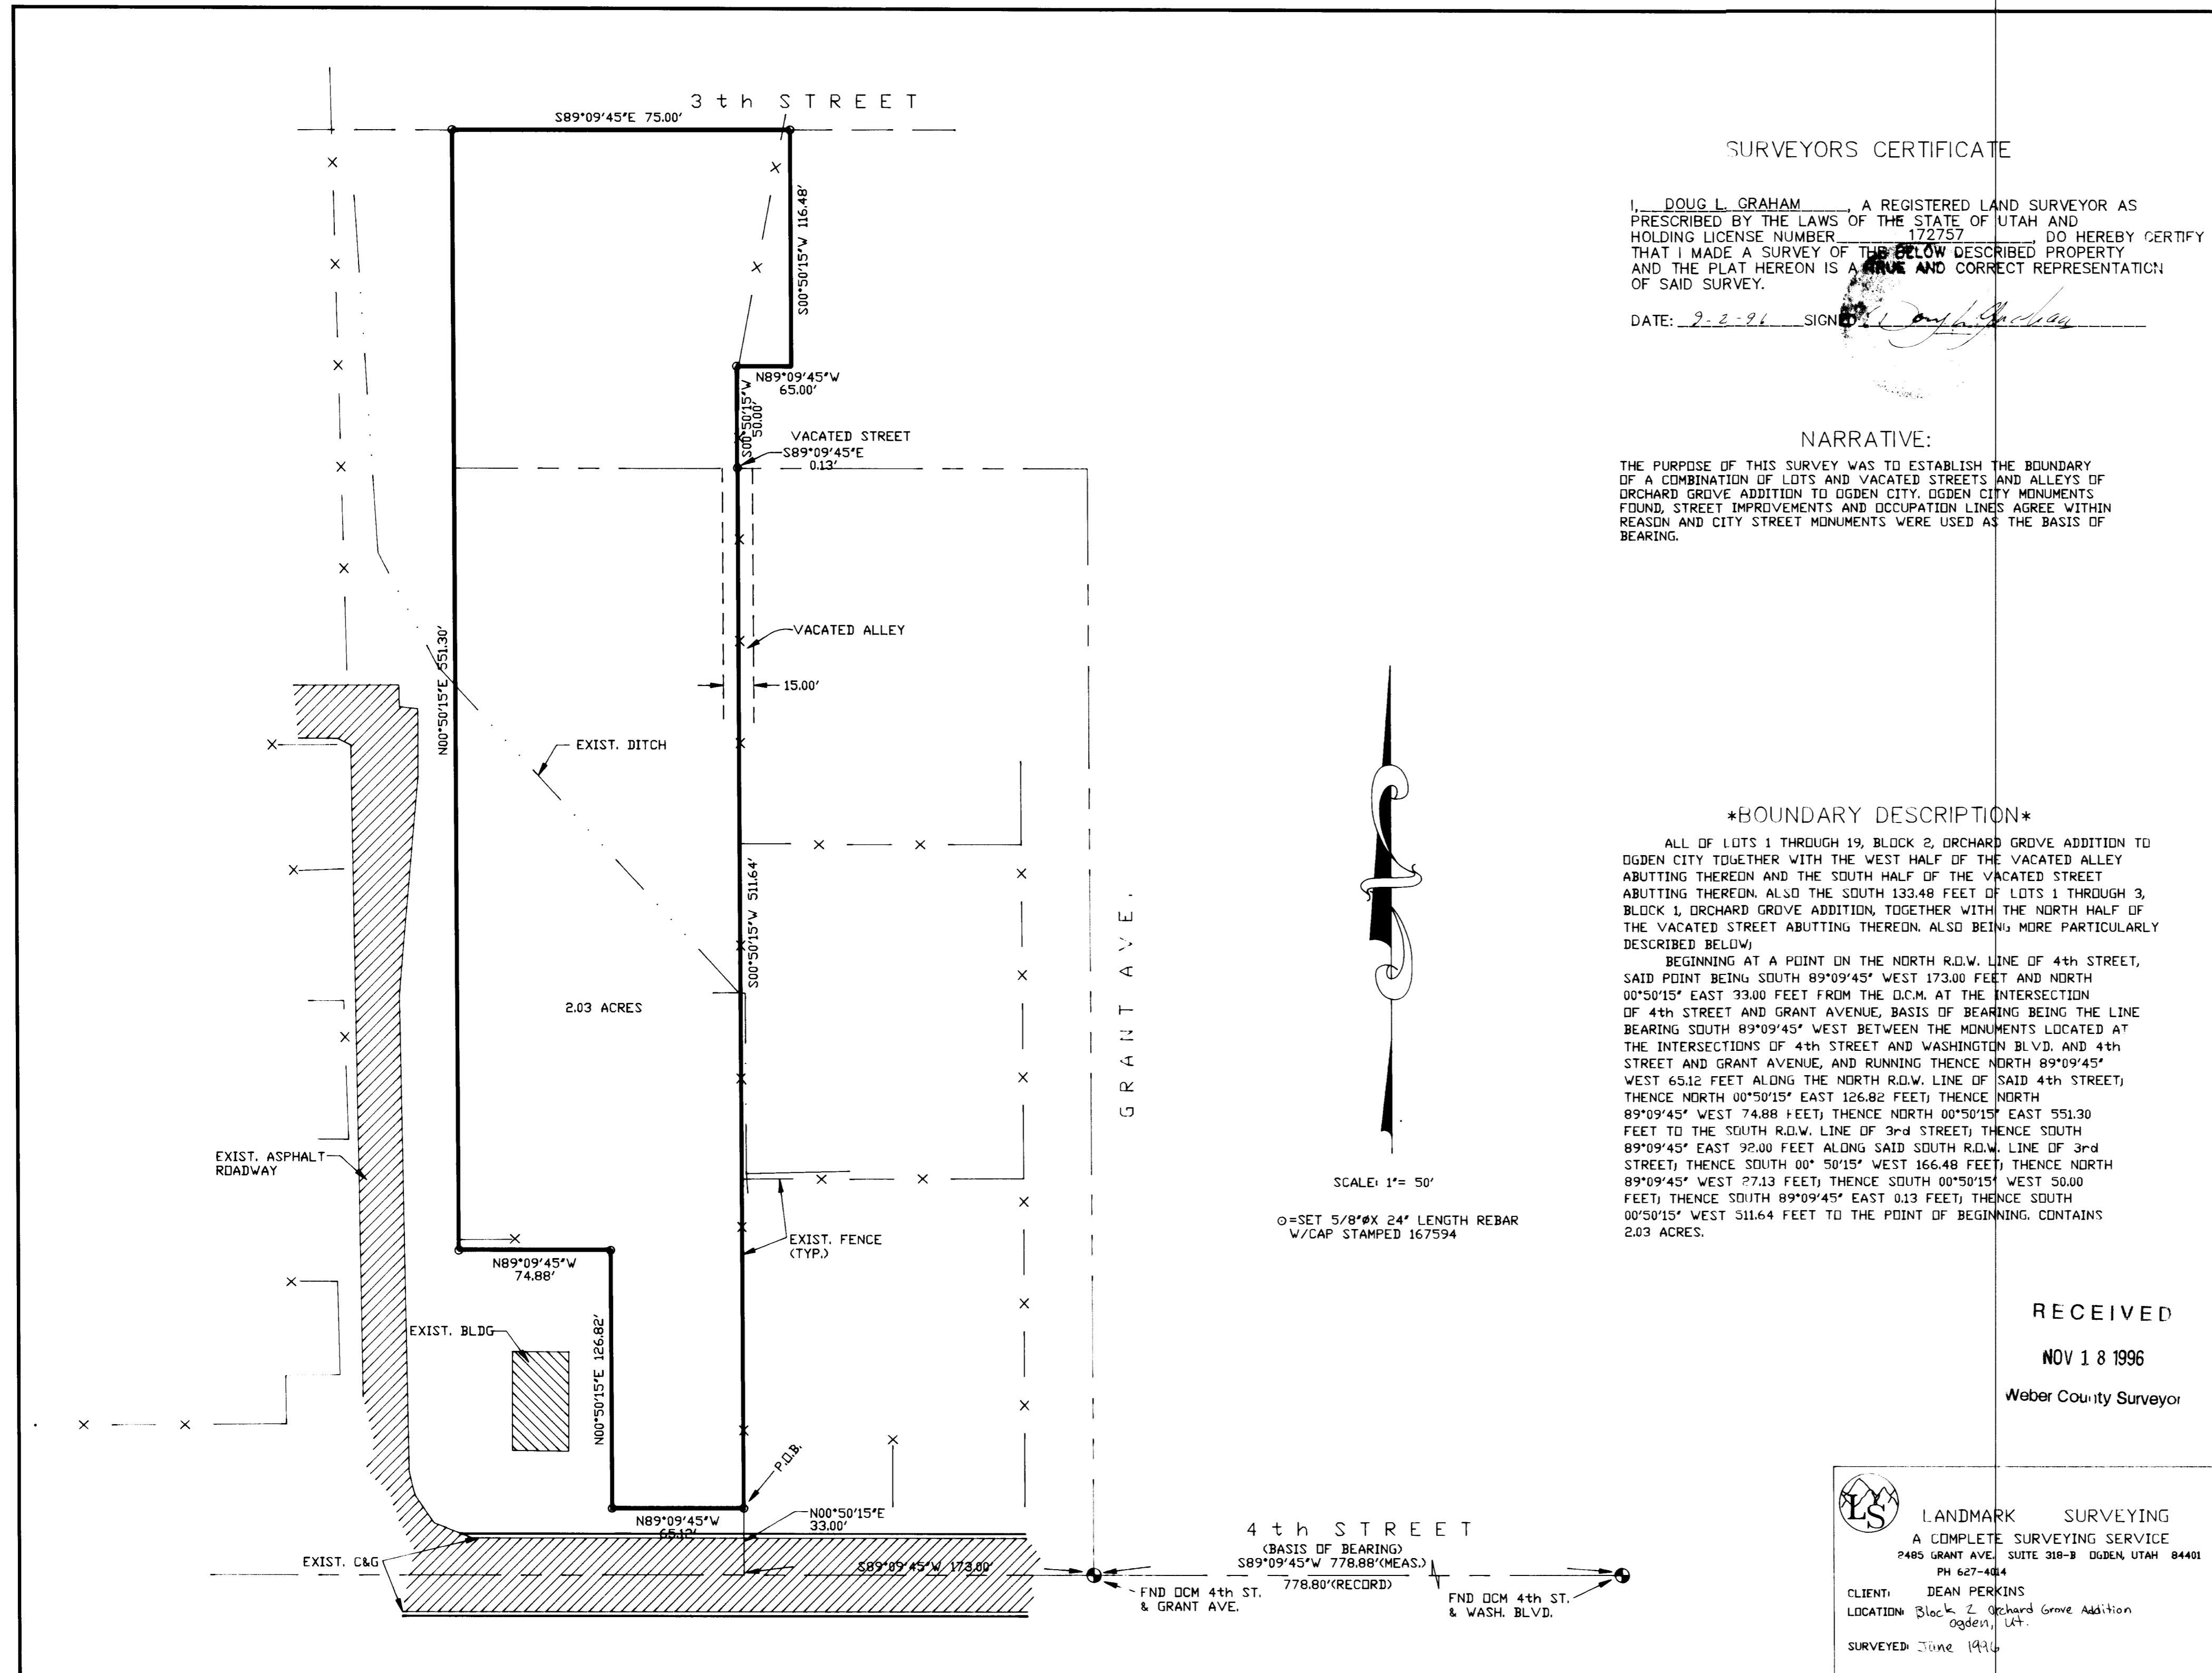 3th STREET
S89°09'45"E 75.00'
S00°50'15"W 116.48'
N89°09'45"W
65.00'
S00°50'15"W
50.00'
VACATED STREET
S89°09'45"E
0.13'
VACATED ALLEY
15.00'
N00°50'15"E 551.30'
EXIST. DITCH
S00°50'15"W 511.64'
2.03 ACRES
GRANT AVE.
EXIST. ASPHALT
ROADWAY
EXIST. FENCE
(TYP.)
N89°09'45"W
74.88'
EXIST. BLDG
N00°50'15"E 126.82'
P.O.B.
N89°09'45"W
65.12'
N00°50'15"E
33.00'
EXIST. C&G
S89°09'45"W 173.00'
4th STREET
(BASIS OF BEARING)
S89°09'45"W 778.88'(MEAS.)
778.80'(RECORD)
FND OCM 4th ST.
& GRANT AVE.
FND OCM 4th ST.
& WASH. BLVD.
SCALE: 1"= 50'
⊙=SET 5/8"ØX 24" LENGTH REBAR
W/CAP STAMPED 167594
SURVEYORS CERTIFICATE
I, DOUG L. GRAHAM, A REGISTERED LAND SURVEYOR AS
PRESCRIBED BY THE LAWS OF THE STATE OF UTAH AND
HOLDING LICENSE NUMBER 172757, DO HEREBY CERTIFY
THAT I MADE A SURVEY OF THE BELOW DESCRIBED PROPERTY
AND THE PLAT HEREON IS A TRUE AND CORRECT REPRESENTATION
OF SAID SURVEY.
DATE: 9-2-96 SIGNED
NARRATIVE:
THE PURPOSE OF THIS SURVEY WAS TO ESTABLISH THE BOUNDARY
OF A COMBINATION OF LOTS AND VACATED STREETS AND ALLEYS OF
ORCHARD GROVE ADDITION TO OGDEN CITY. OGDEN CITY MONUMENTS
FOUND, STREET IMPROVEMENTS AND OCCUPATION LINES AGREE WITHIN
REASON AND CITY STREET MONUMENTS WERE USED AS THE BASIS OF
BEARING.
*BOUNDARY DESCRIPTION*
ALL OF LOTS 1 THROUGH 19, BLOCK 2, ORCHARD GROVE ADDITION TO
OGDEN CITY TOGETHER WITH THE WEST HALF OF THE VACATED ALLEY
ABUTTING THEREON AND THE SOUTH HALF OF THE VACATED STREET
ABUTTING THEREON. ALSO THE SOUTH 133.48 FEET OF LOTS 1 THROUGH 3,
BLOCK 1, ORCHARD GROVE ADDITION, TOGETHER WITH THE NORTH HALF OF
THE VACATED STREET ABUTTING THEREON. ALSO BEING MORE PARTICULARLY
DESCRIBED BELOW;
BEGINNING AT A POINT ON THE NORTH R.O.W. LINE OF 4th STREET,
SAID POINT BEING SOUTH 89°09'45" WEST 173.00 FEET AND NORTH
00°50'15" EAST 33.00 FEET FROM THE O.C.M. AT THE INTERSECTION
OF 4th STREET AND GRANT AVENUE, BASIS OF BEARING BEING THE LINE
BEARING SOUTH 89°09'45" WEST BETWEEN THE MONUMENTS LOCATED AT
THE INTERSECTIONS OF 4th STREET AND WASHINGTON BLVD. AND 4th
STREET AND GRANT AVENUE, AND RUNNING THENCE NORTH 89°09'45"
WEST 65.12 FEET ALONG THE NORTH R.O.W. LINE OF SAID 4th STREET;
THENCE NORTH 00°50'15" EAST 126.82 FEET; THENCE NORTH
89°09'45" WEST 74.88 FEET; THENCE NORTH 00°50'15" EAST 551.30
FEET TO THE SOUTH R.O.W. LINE OF 3rd STREET; THENCE SOUTH
89°09'45" EAST 92.00 FEET ALONG SAID SOUTH R.O.W. LINE OF 3rd
STREET; THENCE SOUTH 00° 50'15" WEST 166.48 FEET; THENCE NORTH
89°09'45" WEST 27.13 FEET; THENCE SOUTH 00°50'15" WEST 50.00
FEET; THENCE SOUTH 89°09'45" EAST 0.13 FEET; THENCE SOUTH
00'50'15" WEST 511.64 FEET TO THE POINT OF BEGINNING. CONTAINS
2.03 ACRES.
RECEIVED
NOV 18 1996
Weber County Surveyor
LS
LANDMARK SURVEYING
A COMPLETE SURVEYING SERVICE
2485 GRANT AVE. SUITE 318-B OGDEN, UTAH 84401
PH 627-4014
CLIENT: DEAN PERKINS
LOCATION: Block 2 Orchard Grove Addition
Ogden, Ut.
SURVEYED: June 1996